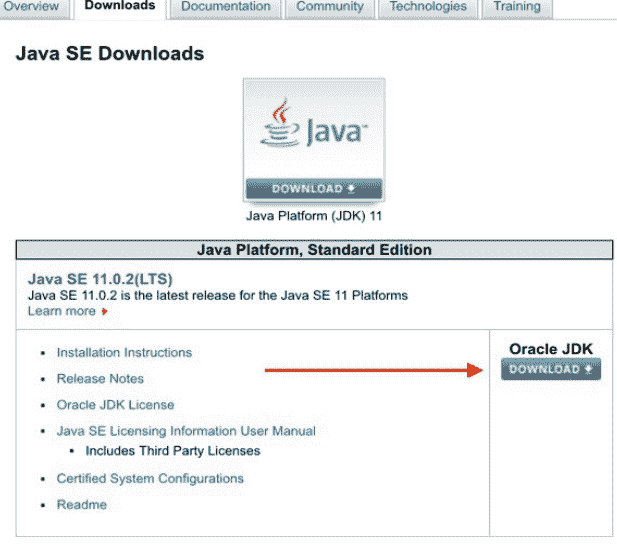 Overview
Downloads
Documentation
Community
Technologies
Training
Java SE Downloads
Java™
DOWNLOAD
Java Platform (JDK) 11
Java Platform, Standard Edition
Java SE 11.0.2(LTS)
Java SE 11.0.2 is the latest release for the Java SE 11 Platforms
Learn more
Installation Instructions
Release Notes
Oracle JDK License
Java SE Licensing Information User Manual
Includes Third Party Licenses
Certified System Configurations
Readme
Oracle JDK
DOWNLOAD